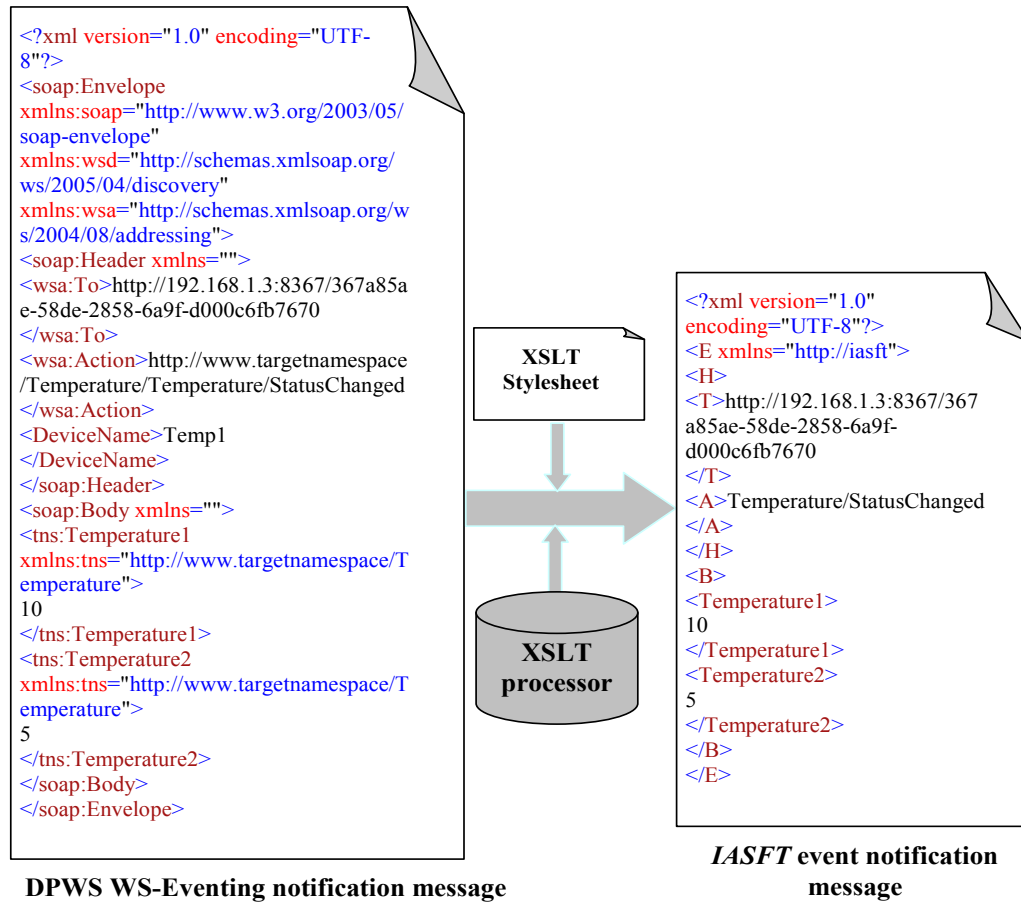 <?xml version="1.0" encoding="UTF-
8"?>
<soap:Envelope
xmlns:soap="http://www.w3.org/2003/05/
soap-envelope"
xmlns:wsd="http://schemas.xmlsoap.org/
ws/2005/04/discovery"
xmlns:wsa="http://schemas.xmlsoap.org/w
s/2004/08/addressing">
<soap:Header xmlns="">
<wsa:To>http://192.168.1.3:8367/367a85a
e-58de-2858-6a9f-d000c6fb7670
</wsa:To>
<wsa:Action>http://www.targetnamespace
/Temperature/Temperature/StatusChanged
</wsa:Action>
<DeviceName>Temp1
</DeviceName>
</soap:Header>
<soap:Body xmlns="">
<tns:Temperature1
xmlns:tns="http://www.targetnamespace/T
emperature">
10
</tns:Temperature1>
<tns:Temperature2
xmlns:tns="http://www.targetnamespace/T
emperature">
5
</tns:Temperature2>
</soap:Body>
</soap:Envelope>
DPWS WS-Eventing notification message
XSLT
Stylesheet
XSLT
processor
<?xml version="1.0"
encoding="UTF-8"?>
<E xmlns="http://iasft">
<H>
<T>http://192.168.1.3:8367/367
a85ae-58de-2858-6a9f-
d000c6fb7670
</T>
<A>Temperature/StatusChanged
</A>
</H>
<B>
<Temperature1>
10
</Temperature1>
<Temperature2>
5
</Temperature2>
</B>
</E>
IASFT event notification
message